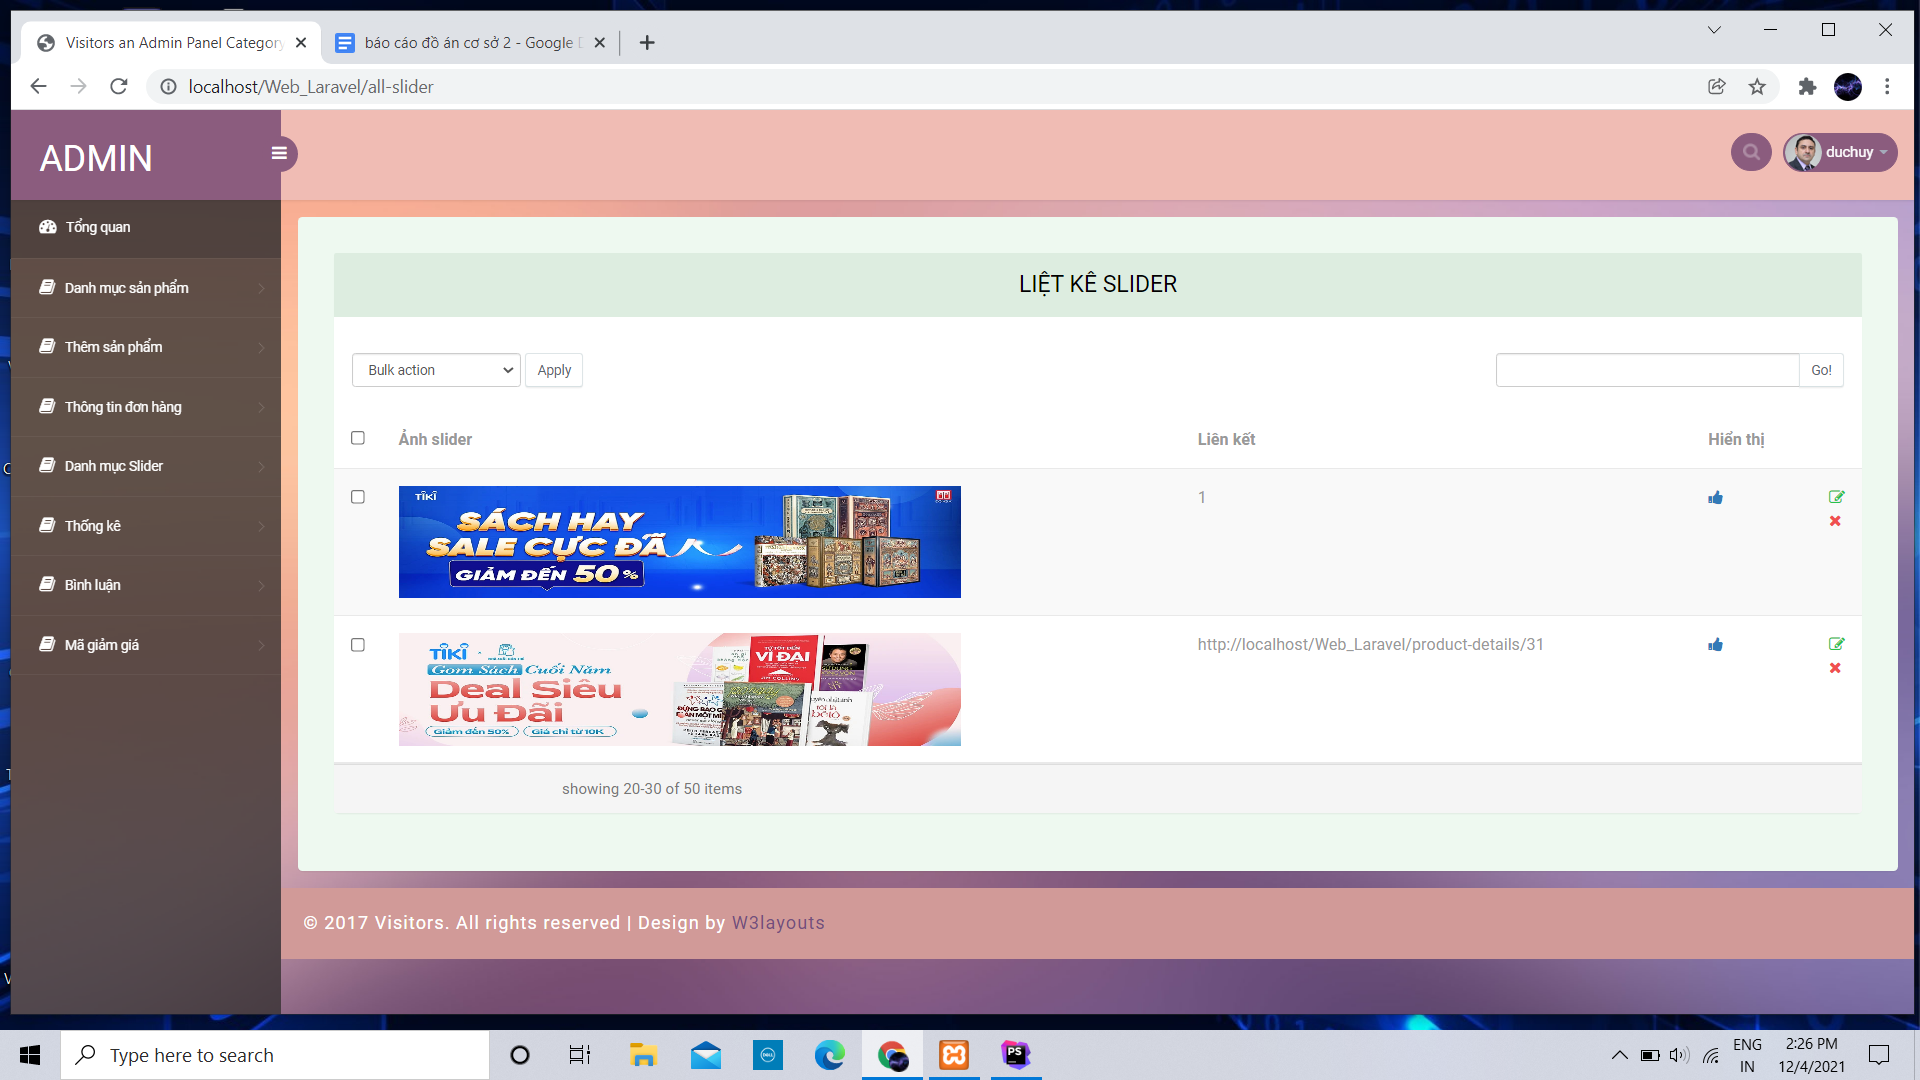 Visitors an Admin Panel Category
báo cáo đồ án cơ sở 2 - Google D
localhost/Web_Laravel/all-slider
ADMIN
duchuy
Tổng quan
Danh mục sản phẩm
Thêm sản phẩm
Thông tin đơn hàng
Danh mục Slider
Thống kê
Bình luận
Mã giảm giá
LIỆT KÊ SLIDER
Bulk action
Apply
Go!
Ảnh slider
Liên kết
Hiển thị
TIKI
SÁCH HAY
SALE CỰC ĐÃ
GIẢM ĐẾN 50%
1
TIKI
Gom Sách Cuối Năm
Deal Siêu
Ưu Đãi
Giảm đến 50%
Giá chỉ từ 10K
VĨ ĐẠI
JIM COLLINS
http://localhost/Web_Laravel/product-details/31
showing 20-30 of 50 items
© 2017 Visitors. All rights reserved | Design by W3layouts
Type here to search
DELL
PS
ENG
IN
2:26 PM
12/4/2021